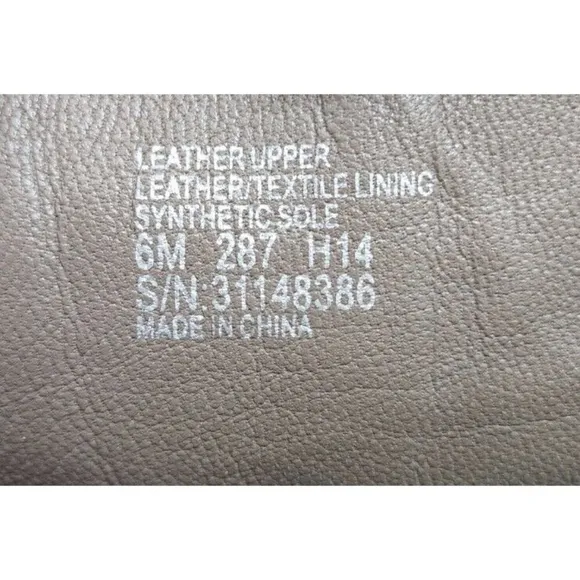 LEATHER UPPER
LEATHER/TEXTILE LINING
SYNTHETIC SOLE
6M 287 H14
S/N:31148386
MADE IN CHINA